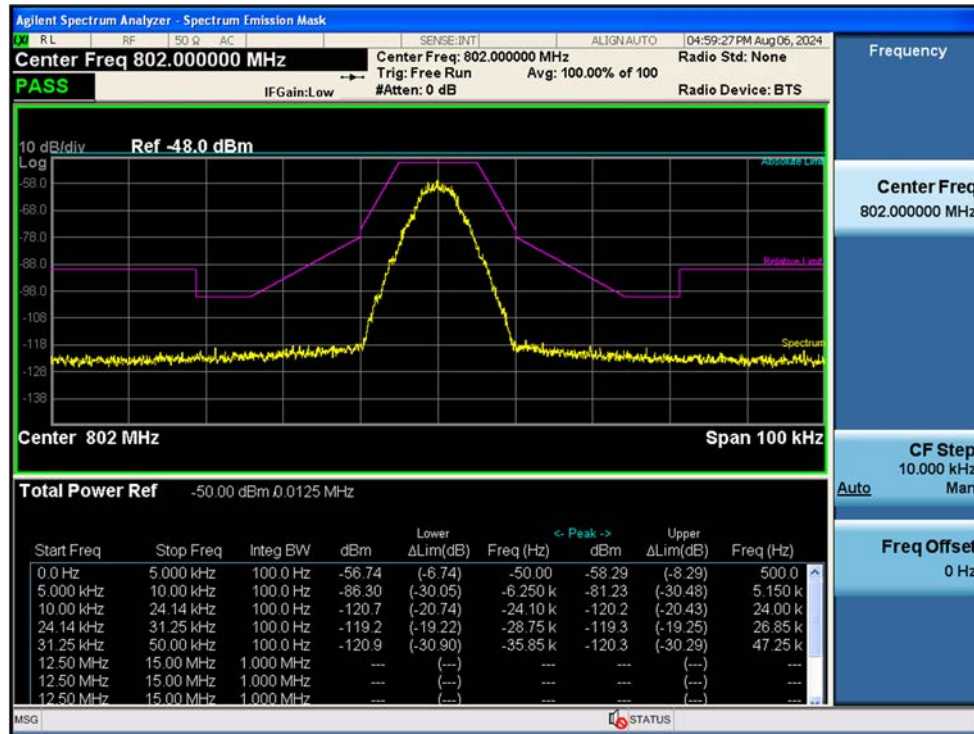 Agilent Spectrum Analyzer - Spectrum Emission Mask
LXI RL RF 50 Ω AC SENSE:INT ALIGN AUTO 04:59:27 PM Aug 06, 2024
Center Freq 802.000000 MHz Center Freq: 802.000000 MHz Radio Std: None
Trig: Free Run Avg: 100.00% of 100
PASS IFGain:Low #Atten: 0 dB Radio Device: BTS
10 dB/div Ref -48.0 dBm
Log
Absolute Limit
-58.0
-68.0
-78.0
-88.0
Relative Limit
-98.0
-108
-118
Spectrum
-128
-138
Center 802 MHz Span 100 kHz
Total Power Ref -50.00 dBm / 0.0125 MHz
Lower <- Peak -> Upper
Start Freq Stop Freq Integ BW dBm ΔLim(dB) Freq (Hz) dBm ΔLim(dB) Freq (Hz)
0.0 Hz 5.000 kHz 100.0 Hz -56.74 (-6.74) -50.00 -58.29 (-8.29) 500.0
5.000 kHz 10.00 kHz 100.0 Hz -86.30 (-30.05) -6.250 k -81.23 (-30.48) 5.150 k
10.00 kHz 24.14 kHz 100.0 Hz -120.7 (-20.74) -24.10 k -120.2 (-20.43) 24.00 k
24.14 kHz 31.25 kHz 100.0 Hz -119.2 (-19.22) -28.75 k -119.3 (-19.25) 26.85 k
31.25 kHz 50.00 kHz 100.0 Hz -120.9 (-30.90) -35.85 k -120.3 (-30.29) 47.25 k
12.50 MHz 15.00 MHz 1.000 MHz --- (---) --- --- (---) ---
12.50 MHz 15.00 MHz 1.000 MHz --- (---) --- --- (---) ---
12.50 MHz 15.00 MHz 1.000 MHz --- (---) --- --- (---) ---
MSG STATUS
Frequency
Center Freq
802.000000 MHz
CF Step
10.000 kHz
Auto Man
Freq Offset
0 Hz